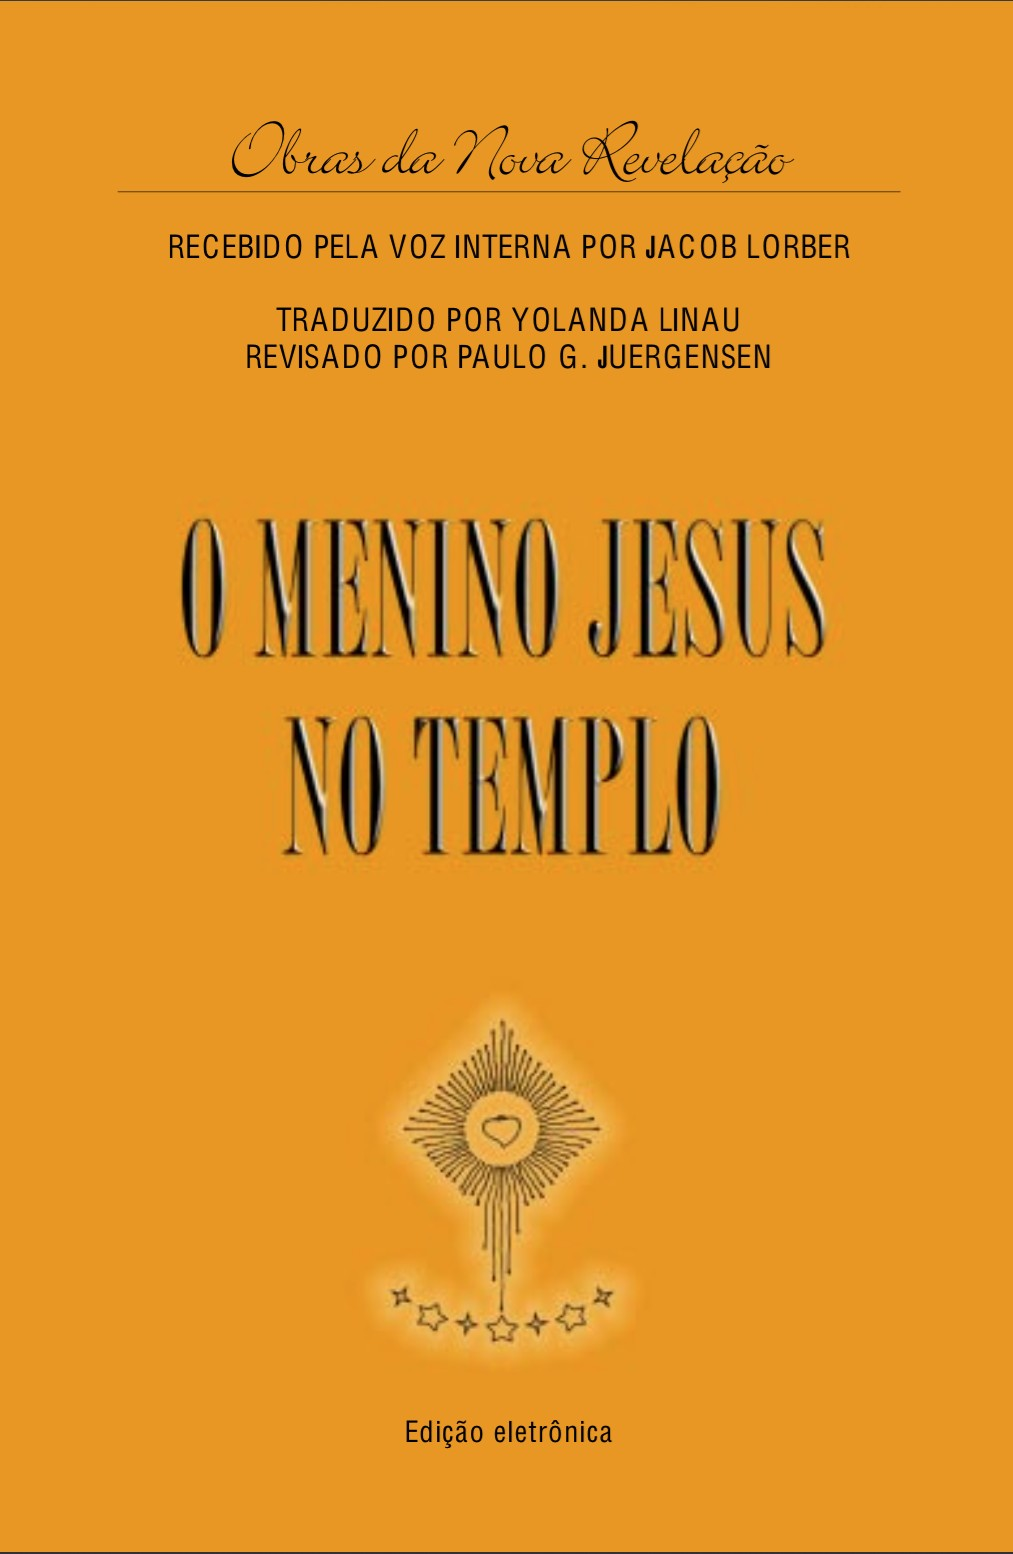 Obras da Nova Revelação
RECEBIDO PELA VOZ INTERNA POR JACOB LORBER
TRADUZIDO POR YOLANDA LINAU
REVISADO POR PAULO G. JUERGENSEN
O MENINO JESUS
NO TEMPLO
Edição eletrônica